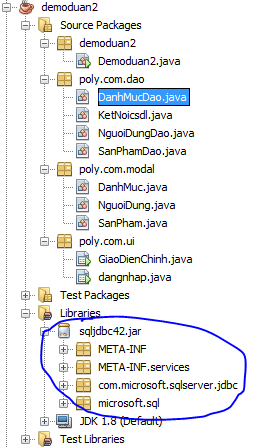 demoduan2
Source Packages
demoduan2
Demoduan2.java
poly.com.dao
DanhMucDao.java
KetNoicsdl.java
NguoiDungDao.java
SanPhamDao.java
poly.com.modal
DanhMuc.java
NguoiDung.java
SanPham.java
poly.com.ui
GiaoDienChinh.java
dangnhap.java
Test Packages
Libraries
sqljdbc42.jar
META-INF
META-INF.services
com.microsoft.sqlserver.jdbc
microsoft.sql
JDK 1.8 (Default)
Test Libraries